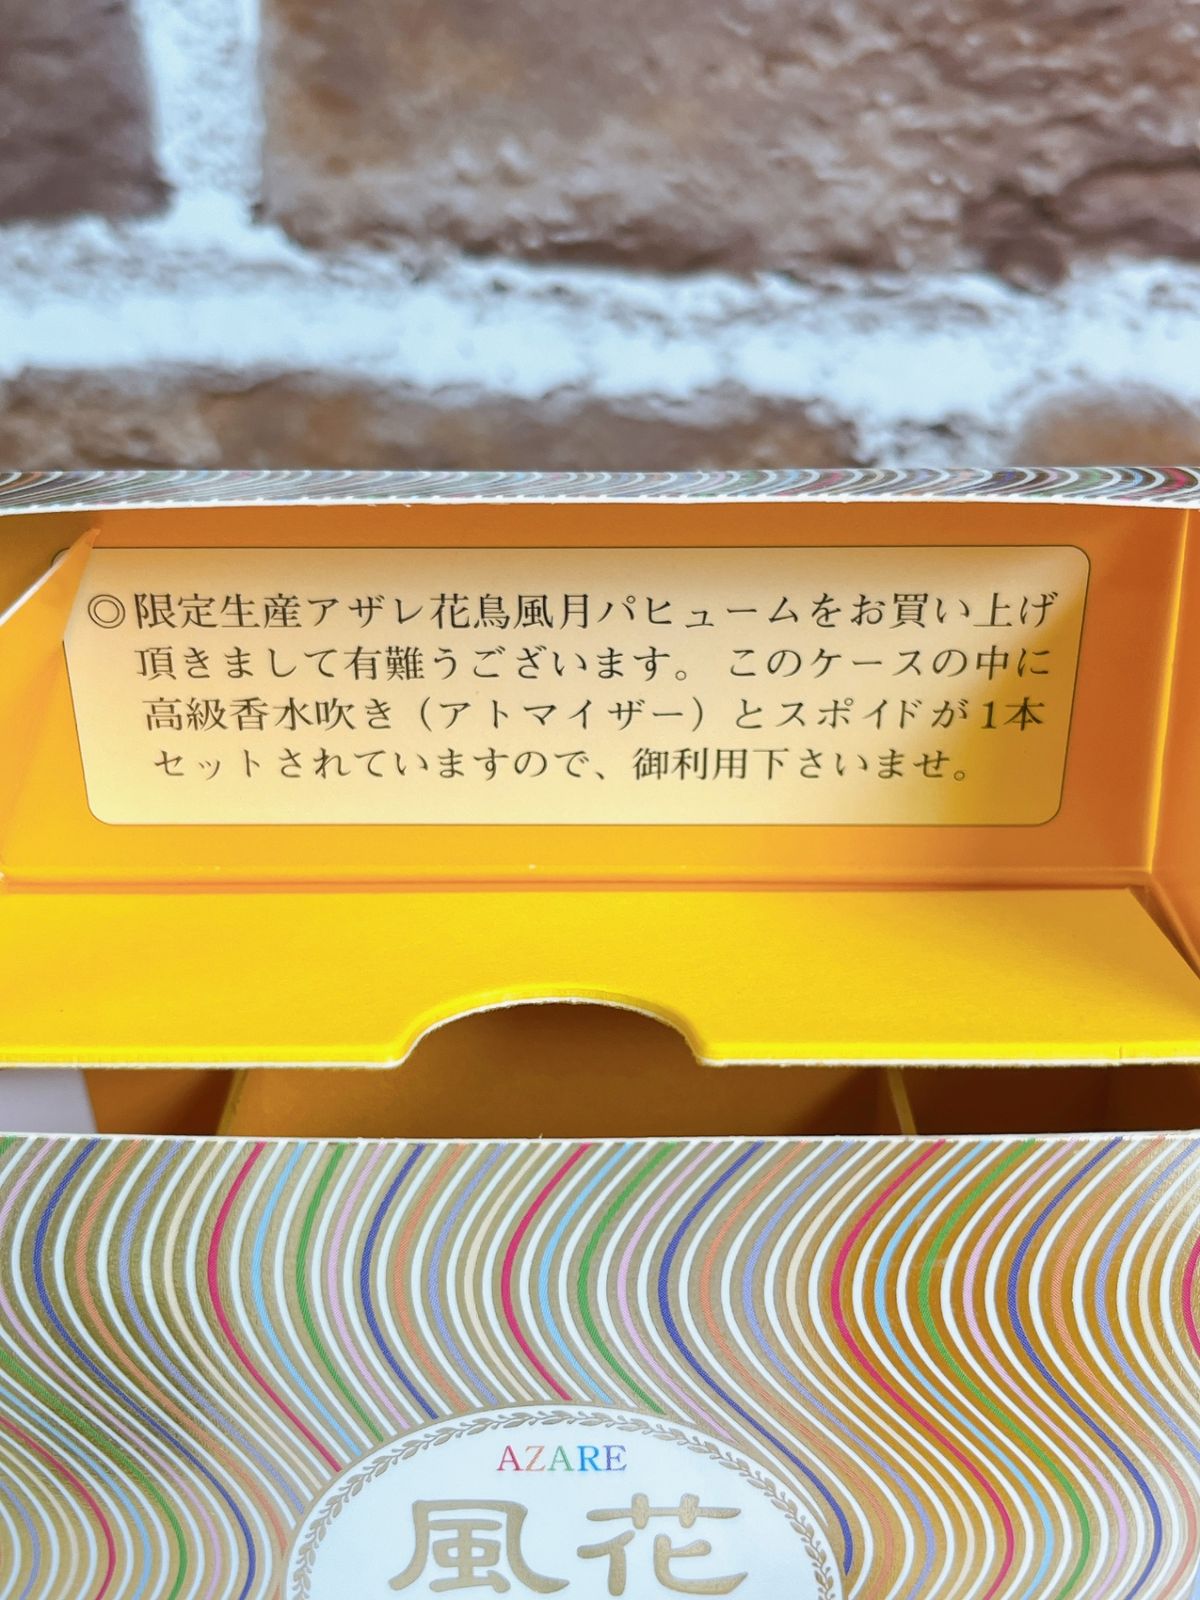 ◎限定生産アザレ花鳥風月パヒュームをお買い上げ
頂きまして有難うございます。このケースの中に
高級香水吹き（アトマイザー）とスポイドが1本
セットされていますので、御利用下さいませ。
AZARE
風花